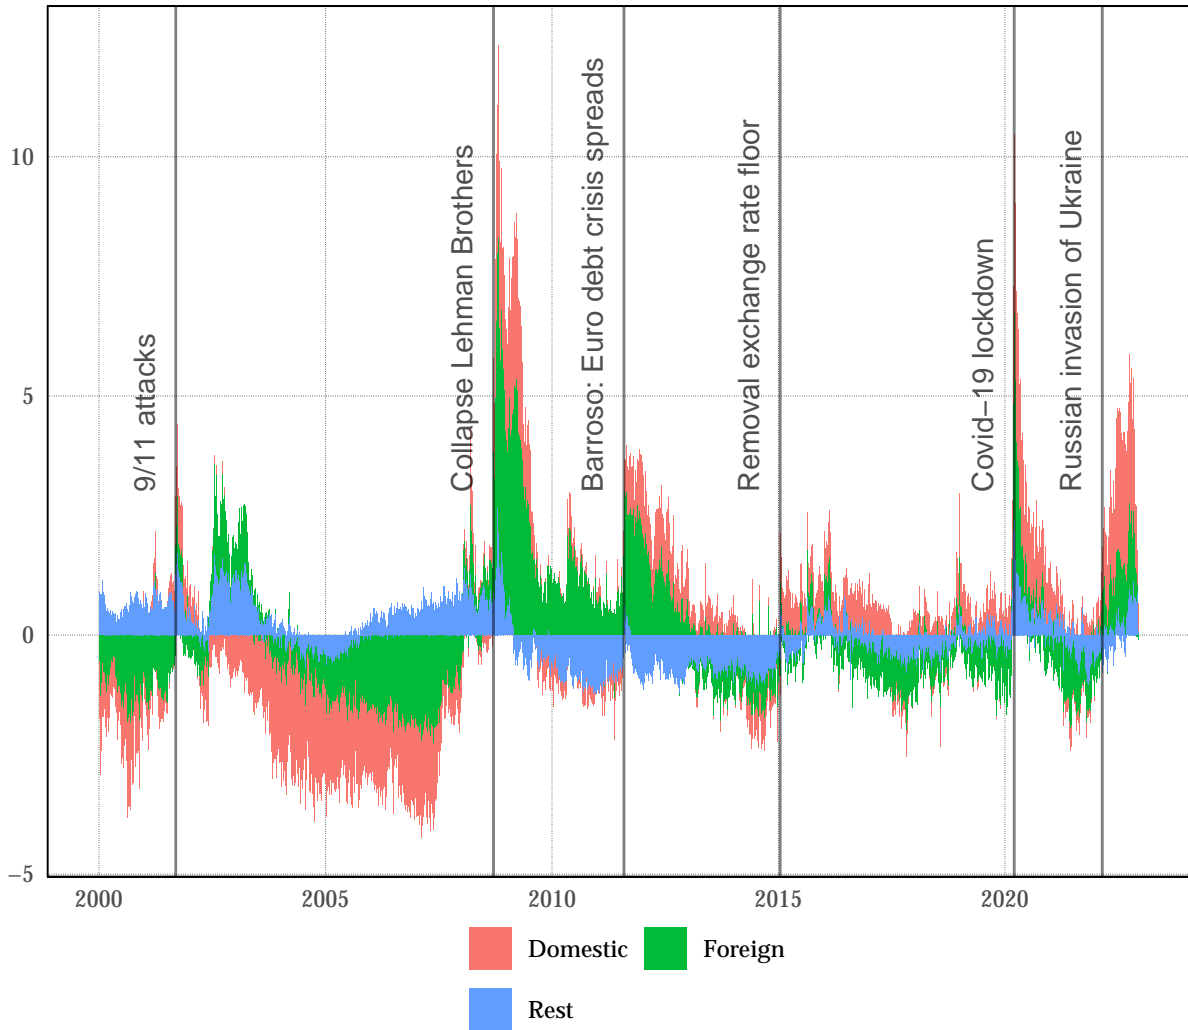 10
5
0
−5
9/11 attacks
Collapse Lehman Brothers
Barroso: Euro debt crisis spreads
Removal exchange rate floor
Covid−19 lockdown
Russian invasion of Ukraine
2000
2005
2010
2015
2020
Domestic
Foreign
Rest